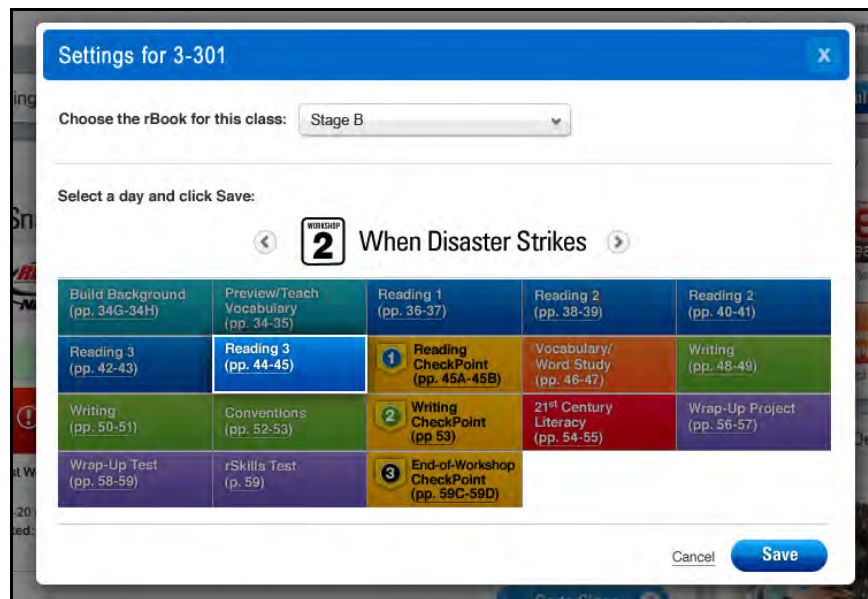 Settings for 3-301
X
Choose the rBook for this class:
Stage B
Select a day and click Save:
WORKSHOP
2
When Disaster Strikes
Build Background
(pp. 34G-34H)
Preview/Teach
Vocabulary
(pp. 34-35)
Reading 1
(pp. 36-37)
Reading 2
(pp. 38-39)
Reading 2
(pp. 40-41)
Reading 3
(pp. 42-43)
Reading 3
(pp. 44-45)
1
Reading
CheckPoint
(pp. 45A-45B)
Vocabulary/
Word Study
(pp. 46-47)
Writing
(pp. 48-49)
Writing
(pp. 50-51)
Conventions
(pp. 52-53)
2
Writing
CheckPoint
(pp 53)
21st Century
Literacy
(pp. 54-55)
Wrap-Up Project
(pp. 56-57)
Wrap-Up Test
(pp. 58-59)
rSkills Test
(p. 59)
3
End-of-Workshop
CheckPoint
(pp. 59C-59D)
Cancel
Save